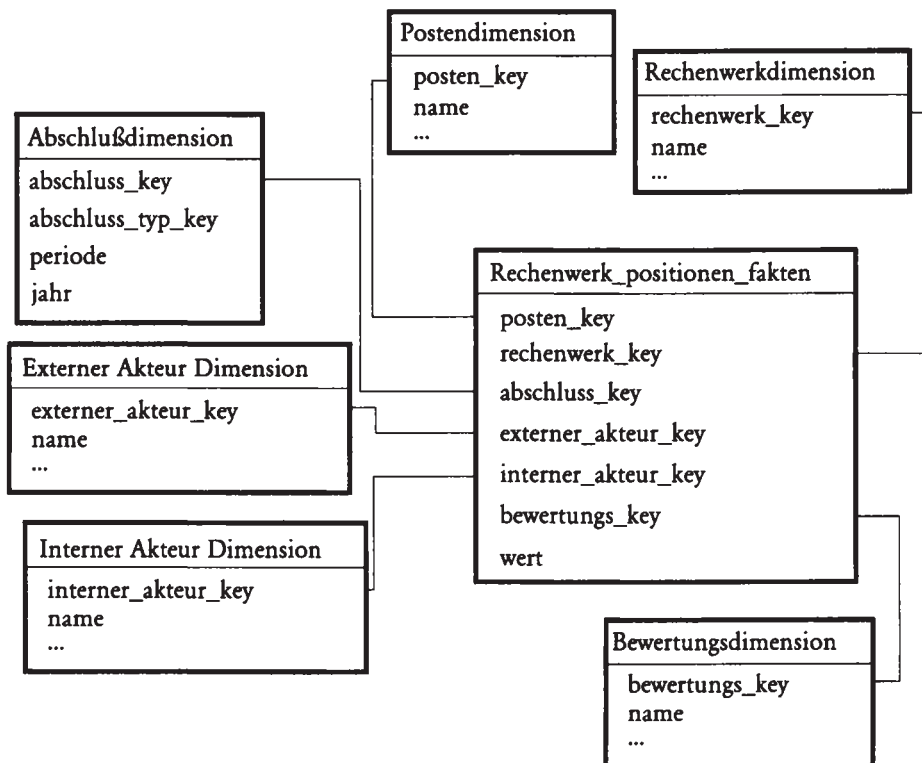 Postendimension
posten_key
name
...
Rechenwerkdimension
rechenwerk_key
name
...
Abschlußdimension
abschluss_key
abschluss_typ_key
periode
jahr
Rechenwerk_positionen_fakten
posten_key
rechenwerk_key
abschluss_key
externer_akteur_key
interner_akteur_key
bewertungs_key
wert
Externer Akteur Dimension
externer_akteur_key
name
...
Interner Akteur Dimension
interner_akteur_key
name
...
Bewertungsdimension
bewertungs_key
name
...